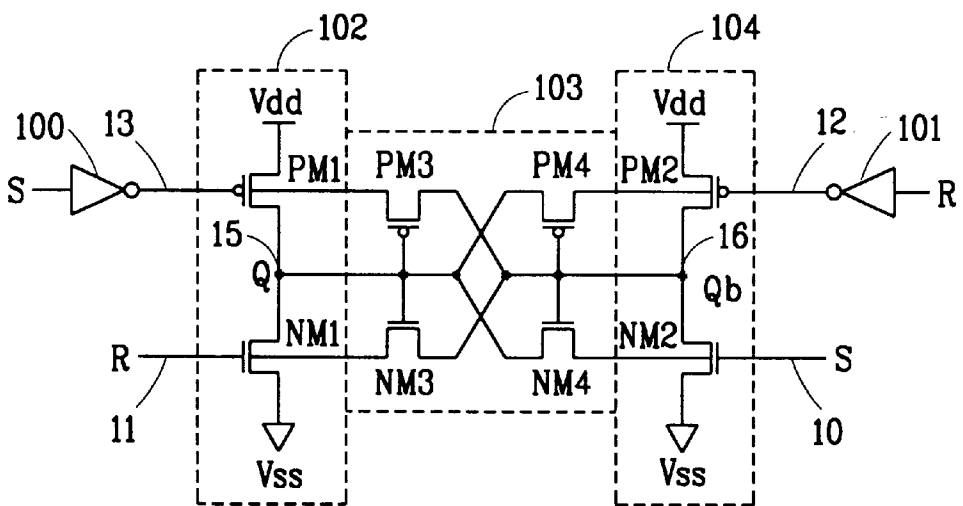 102
104
103
Vdd
Vdd
100
13
12
101
PM1
PM3
PM4
PM2
S
R
15
16
Q
Qb
NM1
NM2
R
S
NM3
NM4
11
10
Vss
Vss